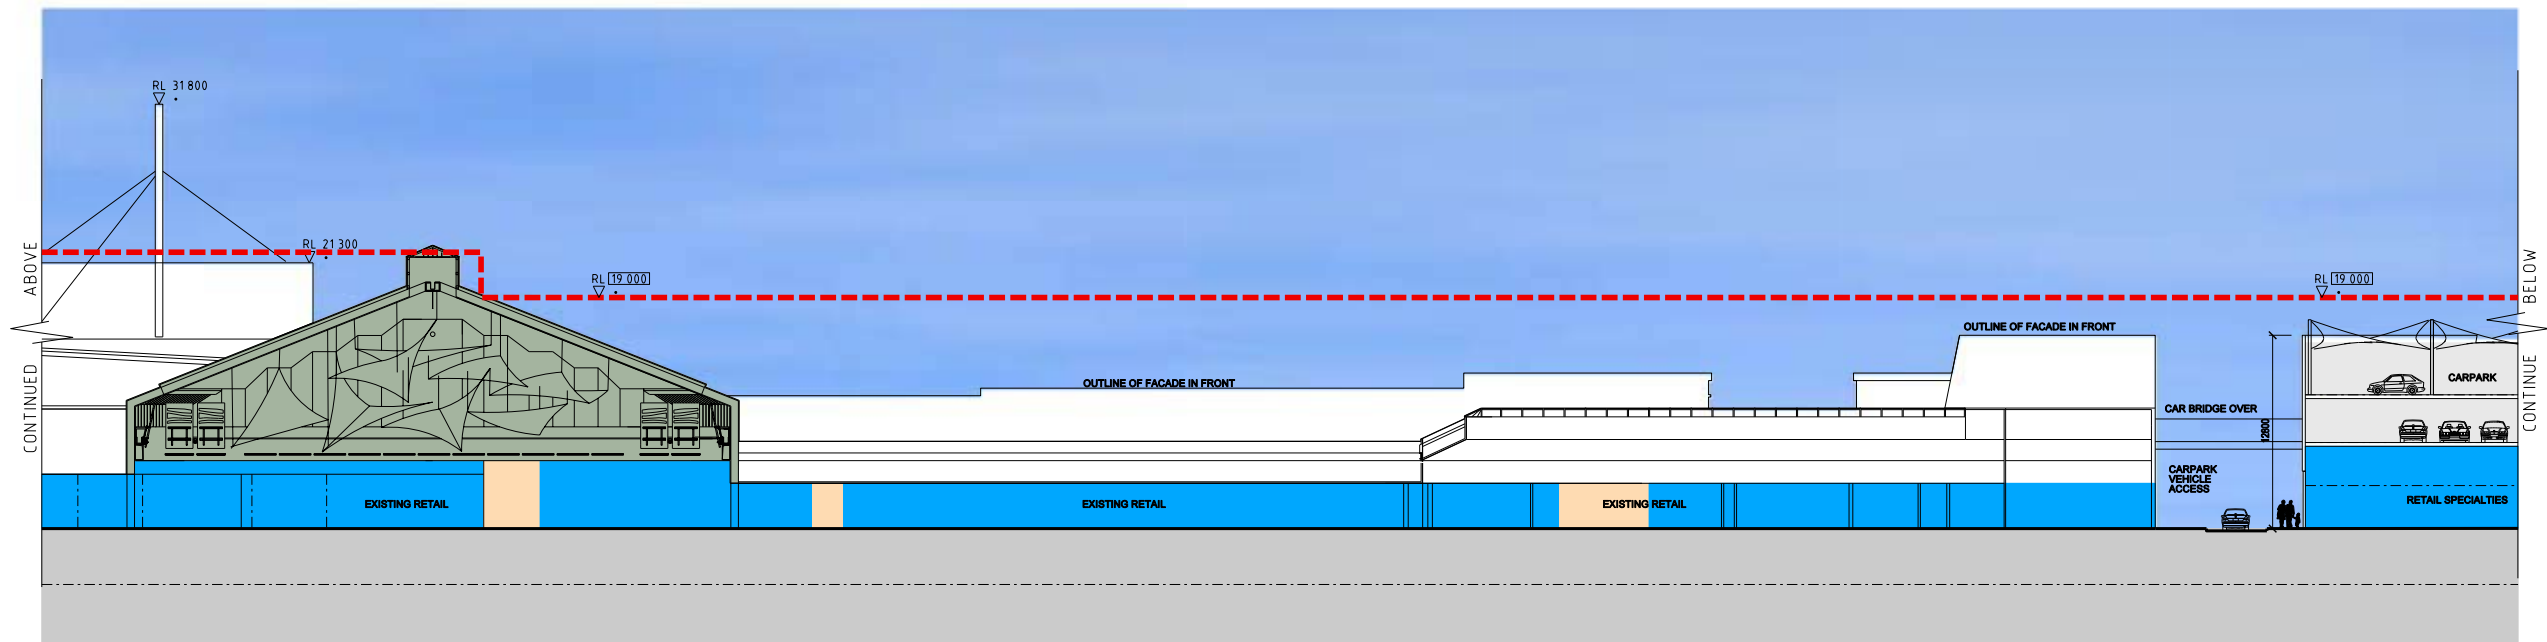 RL 31 800
RL 21 300
RL 19 000
RL 19 000
CONTINUED ABOVE
CONTINUE BELOW
OUTLINE OF FACADE IN FRONT
OUTLINE OF FACADE IN FRONT
CARPARK
CAR BRIDGE OVER
12800
CARPARK
VEHICLE
ACCESS
EXISTING RETAIL
EXISTING RETAIL
EXISTING RETAIL
RETAIL SPECIALTIES